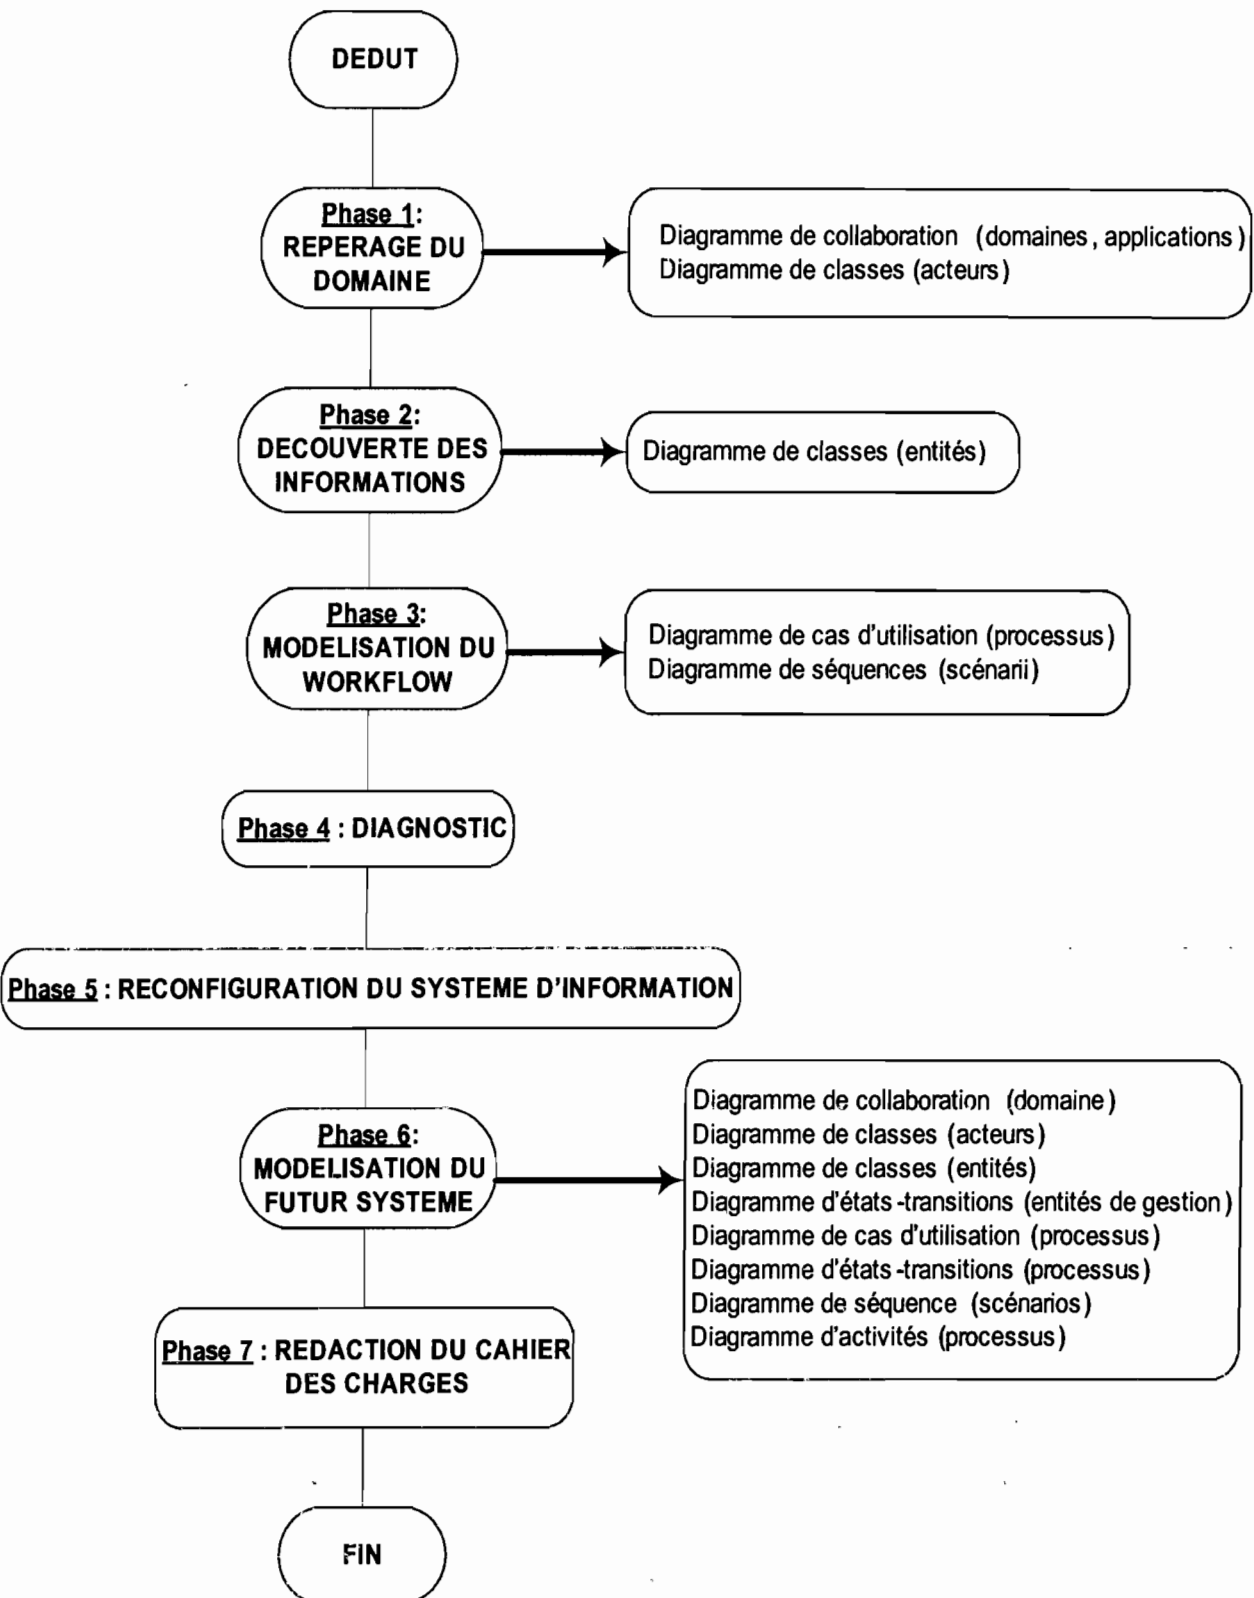 DEDUT
Phase 1:
REPERAGE DU
DOMAINE
Diagramme de collaboration (domaines, applications)
Diagramme de classes (acteurs)
Phase 2:
DECOUVERTE DES
INFORMATIONS
Diagramme de classes (entités)
Phase 3:
MODELISATION DU
WORKFLOW
Diagramme de cas d'utilisation (processus)
Diagramme de séquences (scénarii)
Phase 4 : DIAGNOSTIC
Phase 5 : RECONFIGURATION DU SYSTEME D'INFORMATION
Phase 6:
MODELISATION DU
FUTUR SYSTEME
Diagramme de collaboration (domaine)
Diagramme de classes (acteurs)
Diagramme de classes (entités)
Diagramme d'états-transitions (entités de gestion)
Diagramme de cas d'utilisation (processus)
Diagramme d'états-transitions (processus)
Diagramme de séquence (scénarios)
Diagramme d'activités (processus)
Phase 7 : REDACTION DU CAHIER
DES CHARGES
FIN